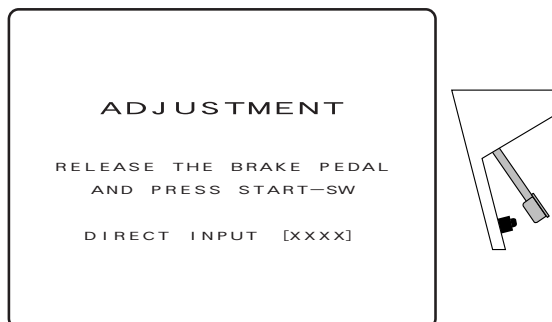 ADJUSTMENT
RELEASE THE BRAKE PEDAL
AND PRESS START—SW
DIRECT INPUT [XXXX]